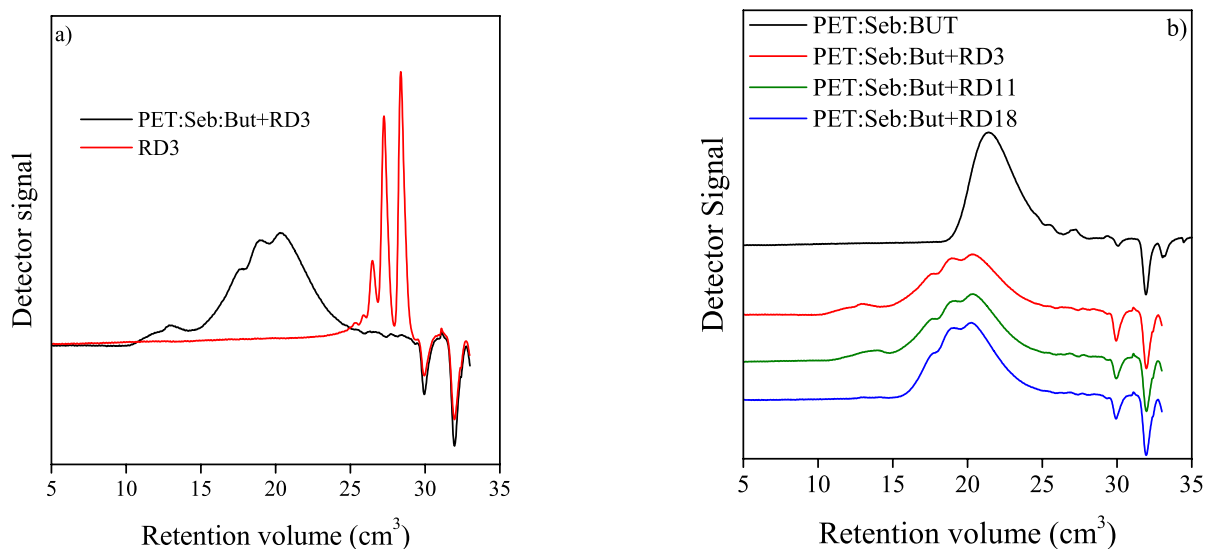 a)
PET:Seb:But+RD3
RD3
Detector signal
5 10 15 20 25 30 35
Retention volume (cm³)
b)
PET:Seb:BUT
PET:Seb:But+RD3
PET:Seb:But+RD11
PET:Seb:But+RD18
Detector Signal
5 10 15 20 25 30 35
Retention volume (cm³)